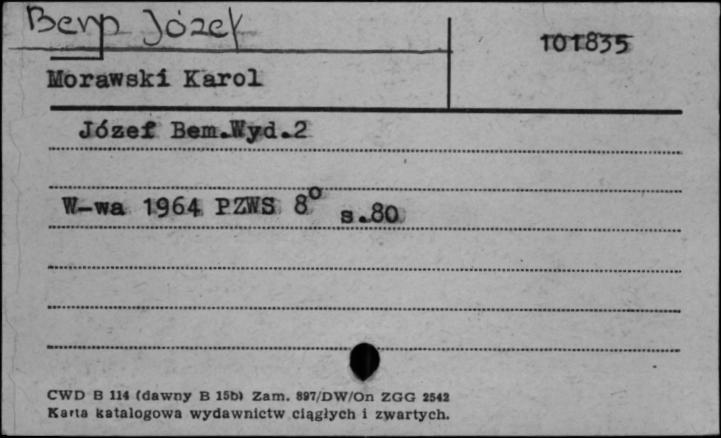 Bem Józef
101835
Morawski Karol
Józef Bem.Wyd.2
W-wa 1964 PZWS 8° s.80
CWD B 114 (dawny B 15b) Zam. 897/DW/On ZGG 2542
Karta katalogowa wydawnictw ciągłych i zwartych.